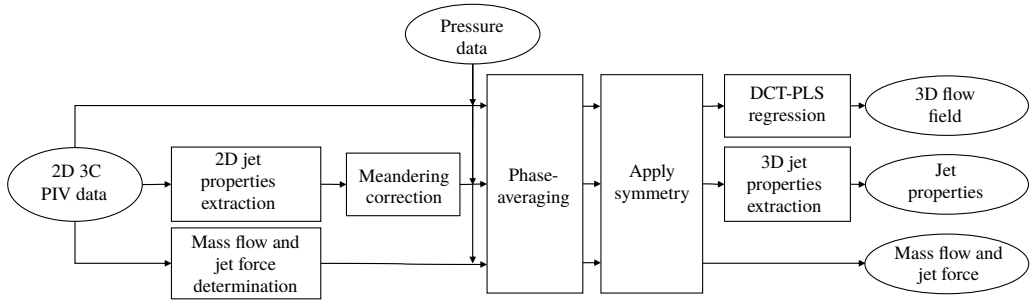 Pressure
data
2D 3C
PIV data
2D jet
properties
extraction
Meandering
correction
Mass flow and
jet force
determination
Phase-
averaging
Apply
symmetry
DCT-PLS
regression
3D jet
properties
extraction
3D flow
field
Jet
properties
Mass flow and
jet force